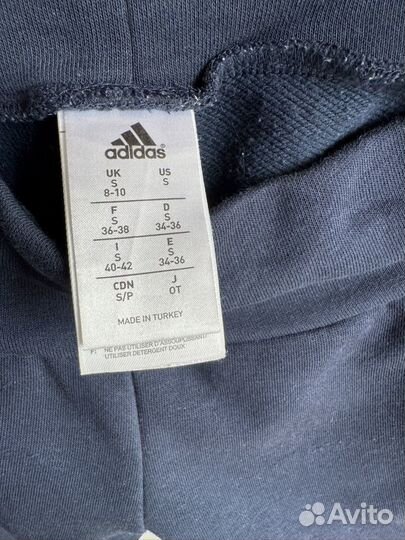 adidas
UK US
S S
8-10
F D
S S
36-38 34-36
I E
S S
40-42 34-36
CDN J
S/P OT
MADE IN TURKEY
NE PAS UTILISER D'ASSOUPLISSANT/
UTILISER DETERGENT DOUX
Avito